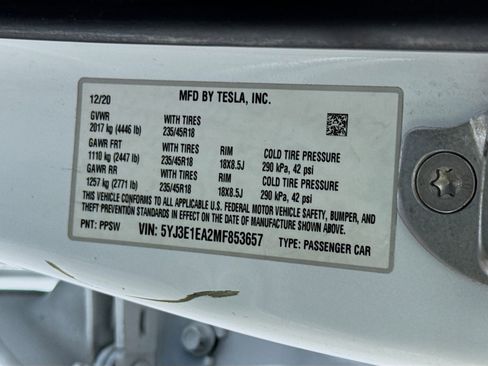 MFD BY TESLA, INC.
12/20
GVWR WITH TIRES
2017 kg (4446 lb) 235/45R18
GAWR FRT WITH TIRES RIM COLD TIRE PRESSURE
1110 kg (2447 lb) 235/45R18 18X8.5J 290 kPa, 42 psi
GAWR RR WITH TIRES RIM COLD TIRE PRESSURE
1257 kg (2771 lb) 235/45R18 18X8.5J 290 kPa, 42 psi
THIS VEHICLE CONFORMS TO ALL APPLICABLE U.S. FEDERAL MOTOR VEHICLE SAFETY, BUMPER, AND
THEFT PREVENTION STANDARDS IN EFFECT ON THE DATE OF MANUFACTURE SHOWN ABOVE.
PNT: PPSW VIN: 5YJ3E1EA2MF853657 TYPE: PASSENGER CAR